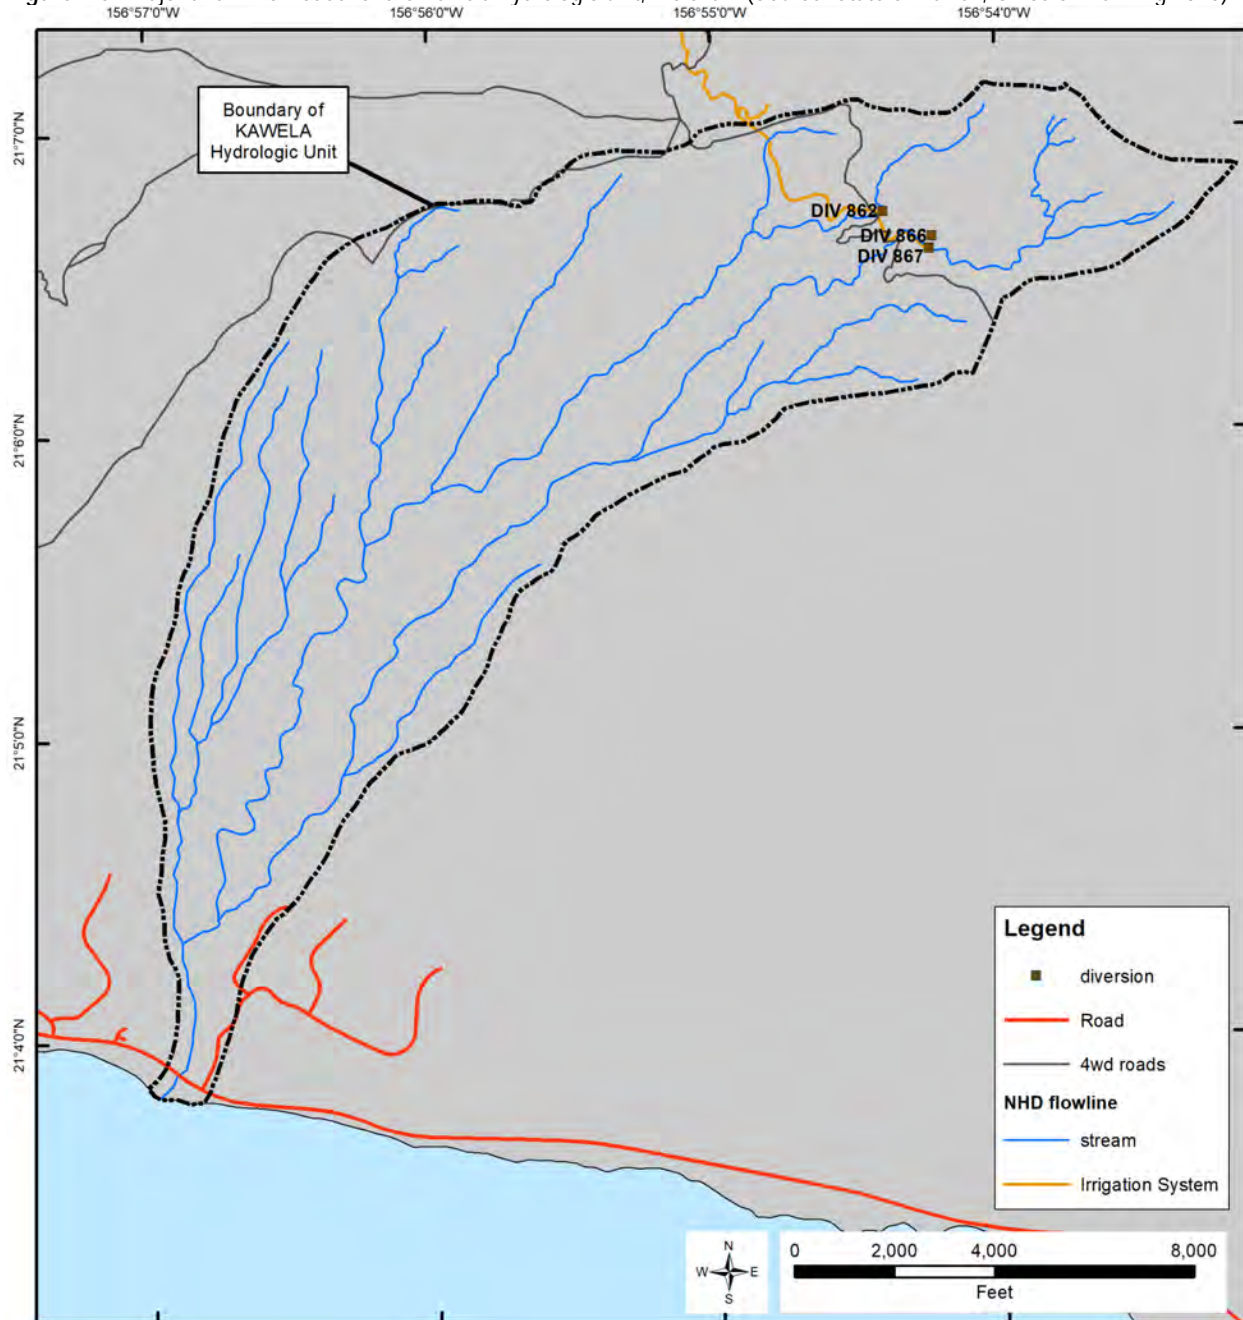 156°57'0"W 156°56'0"W 156°55'0"W 156°54'0"W
21°7'0"N
21°6'0"N
21°5'0"N
21°4'0"N
Boundary of
KAWELA
Hydrologic Unit
DIV 862
DIV 866
DIV 867
Legend
diversion
Road
4wd roads
NHD flowline
stream
Irrigation System
N
W E
S
0 2,000 4,000 8,000
Feet